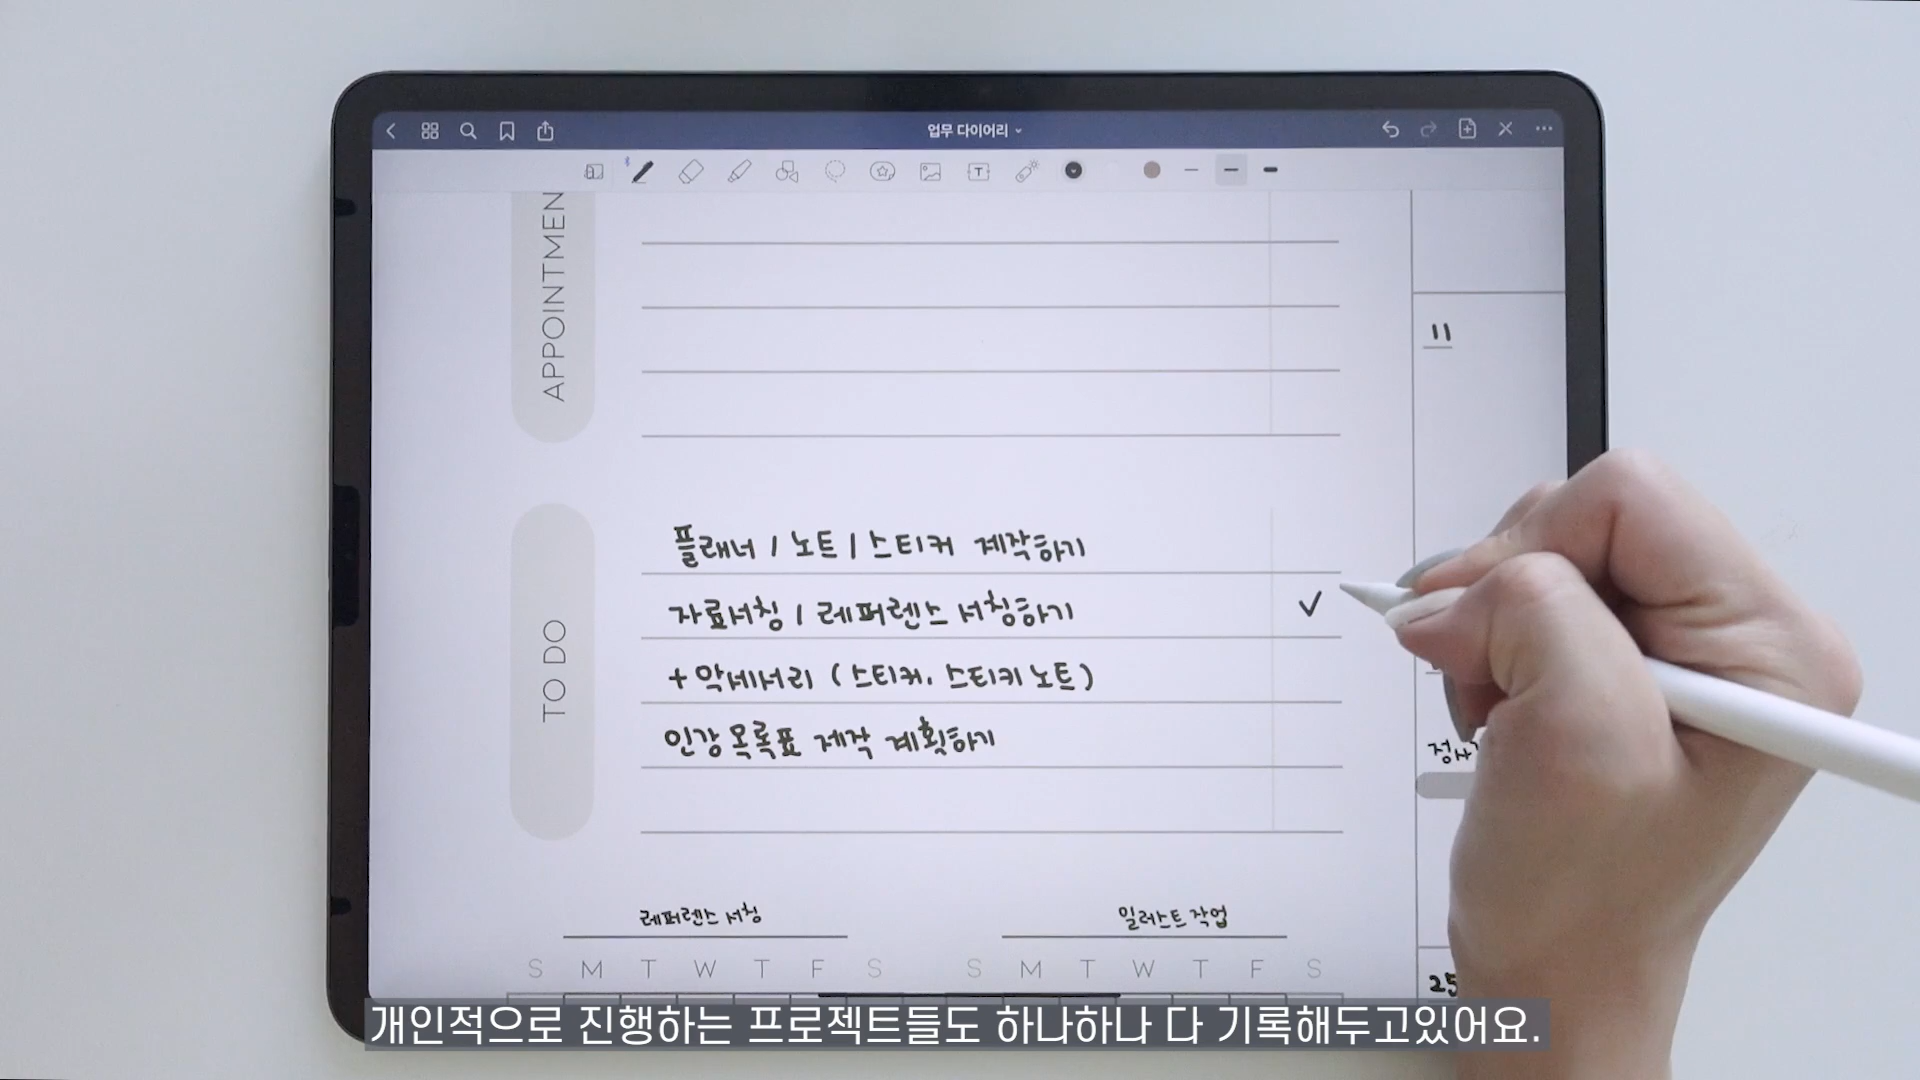 업무 다이어리
T
APPOINTMEN
11
TO DO
플래너 / 노트 / 스티커 제작하기
자료서칭 / 레퍼렌스 서칭하기
+ 악세서리 (스티커, 스티키 노트)
인강 목록표 제작 계획하기
레퍼렌스 서칭
일러스트 작업
S M T W T F S
S M T W T F S
25
개인적으로 진행하는 프로젝트들도 하나하나 다 기록해두고있어요.